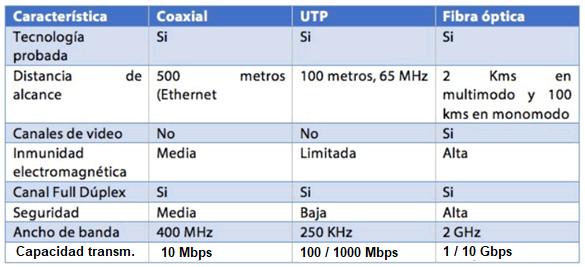 Característica Coaxial UTP Fibra óptica
Tecnología Si Si Si
probada
Distancia de 500 metros 100 metros, 65 MHz 2 Kms en
alcance (Ethernet multimodo y 100
kms en monomodo
Canales de video No No Si
Inmunidad Media Limitada Alta
electromagnética
Canal Full Dúplex Si Si Si
Seguridad Media Baja Alta
Ancho de banda 400 MHz 250 KHz 2 GHz
Capacidad transm. 10 Mbps 100 / 1000 Mbps 1 / 10 Gbps